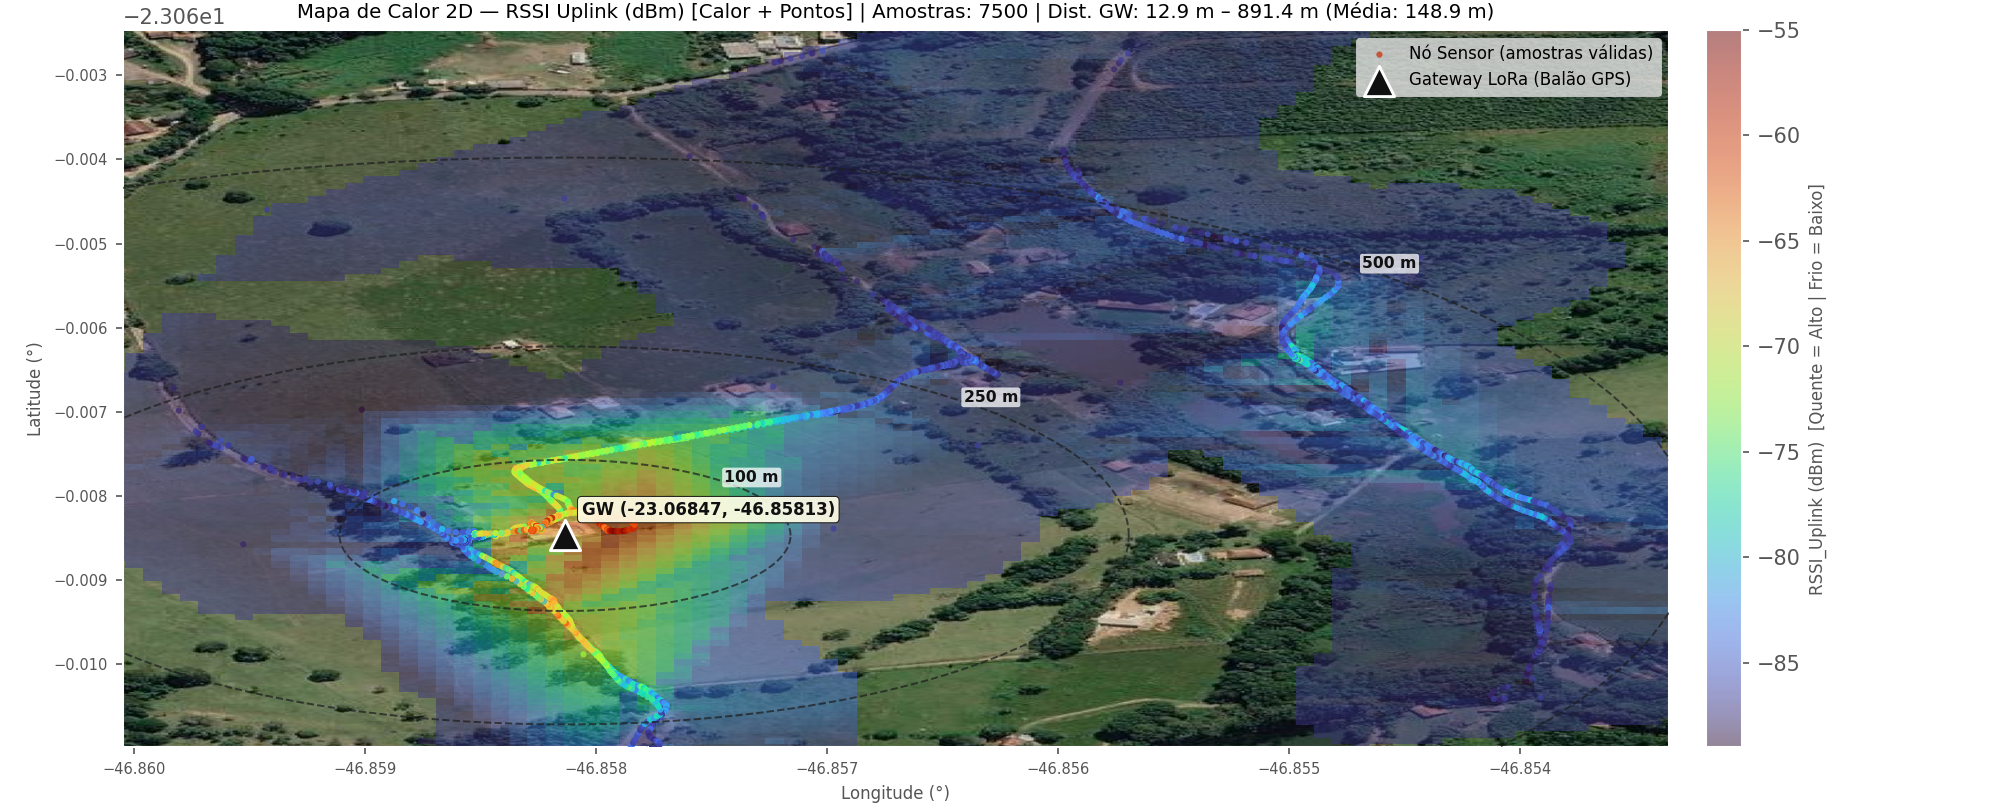 −2.306e1
Mapa de Calor 2D — RSSI Uplink (dBm) [Calor + Pontos] | Amostras: 7500 | Dist. GW: 12.9 m – 891.4 m (Média: 148.9 m)
Nó Sensor (amostras válidas)
Gateway LoRa (Balão GPS)
−0.003
−0.004
−0.005
−0.006
−0.007
−0.008
−0.009
−0.010
Latitude (°)
500 m
250 m
100 m
GW (-23.06847, -46.85813)
−46.860
−46.859
−46.858
−46.857
−46.856
−46.855
−46.854
Longitude (°)
−55
−60
−65
−70
−75
−80
−85
RSSI_Uplink (dBm)  [Quente = Alto | Frio = Baixo]